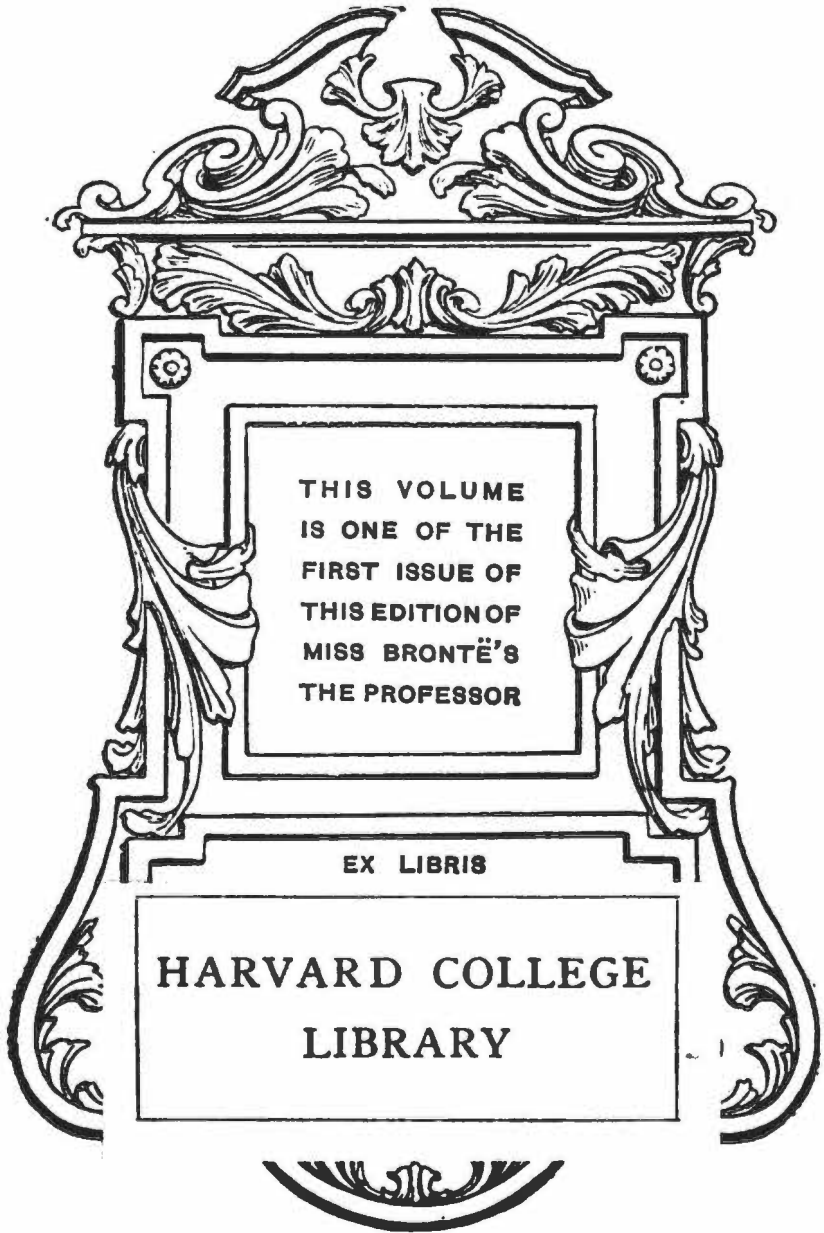 THIS VOLUME
IS ONE OF THE
FIRST ISSUE OF
THIS EDITION OF
MISS BRONTË'S
THE PROFESSOR
EX LIBRIS
HARVARD COLLEGE
LIBRARY